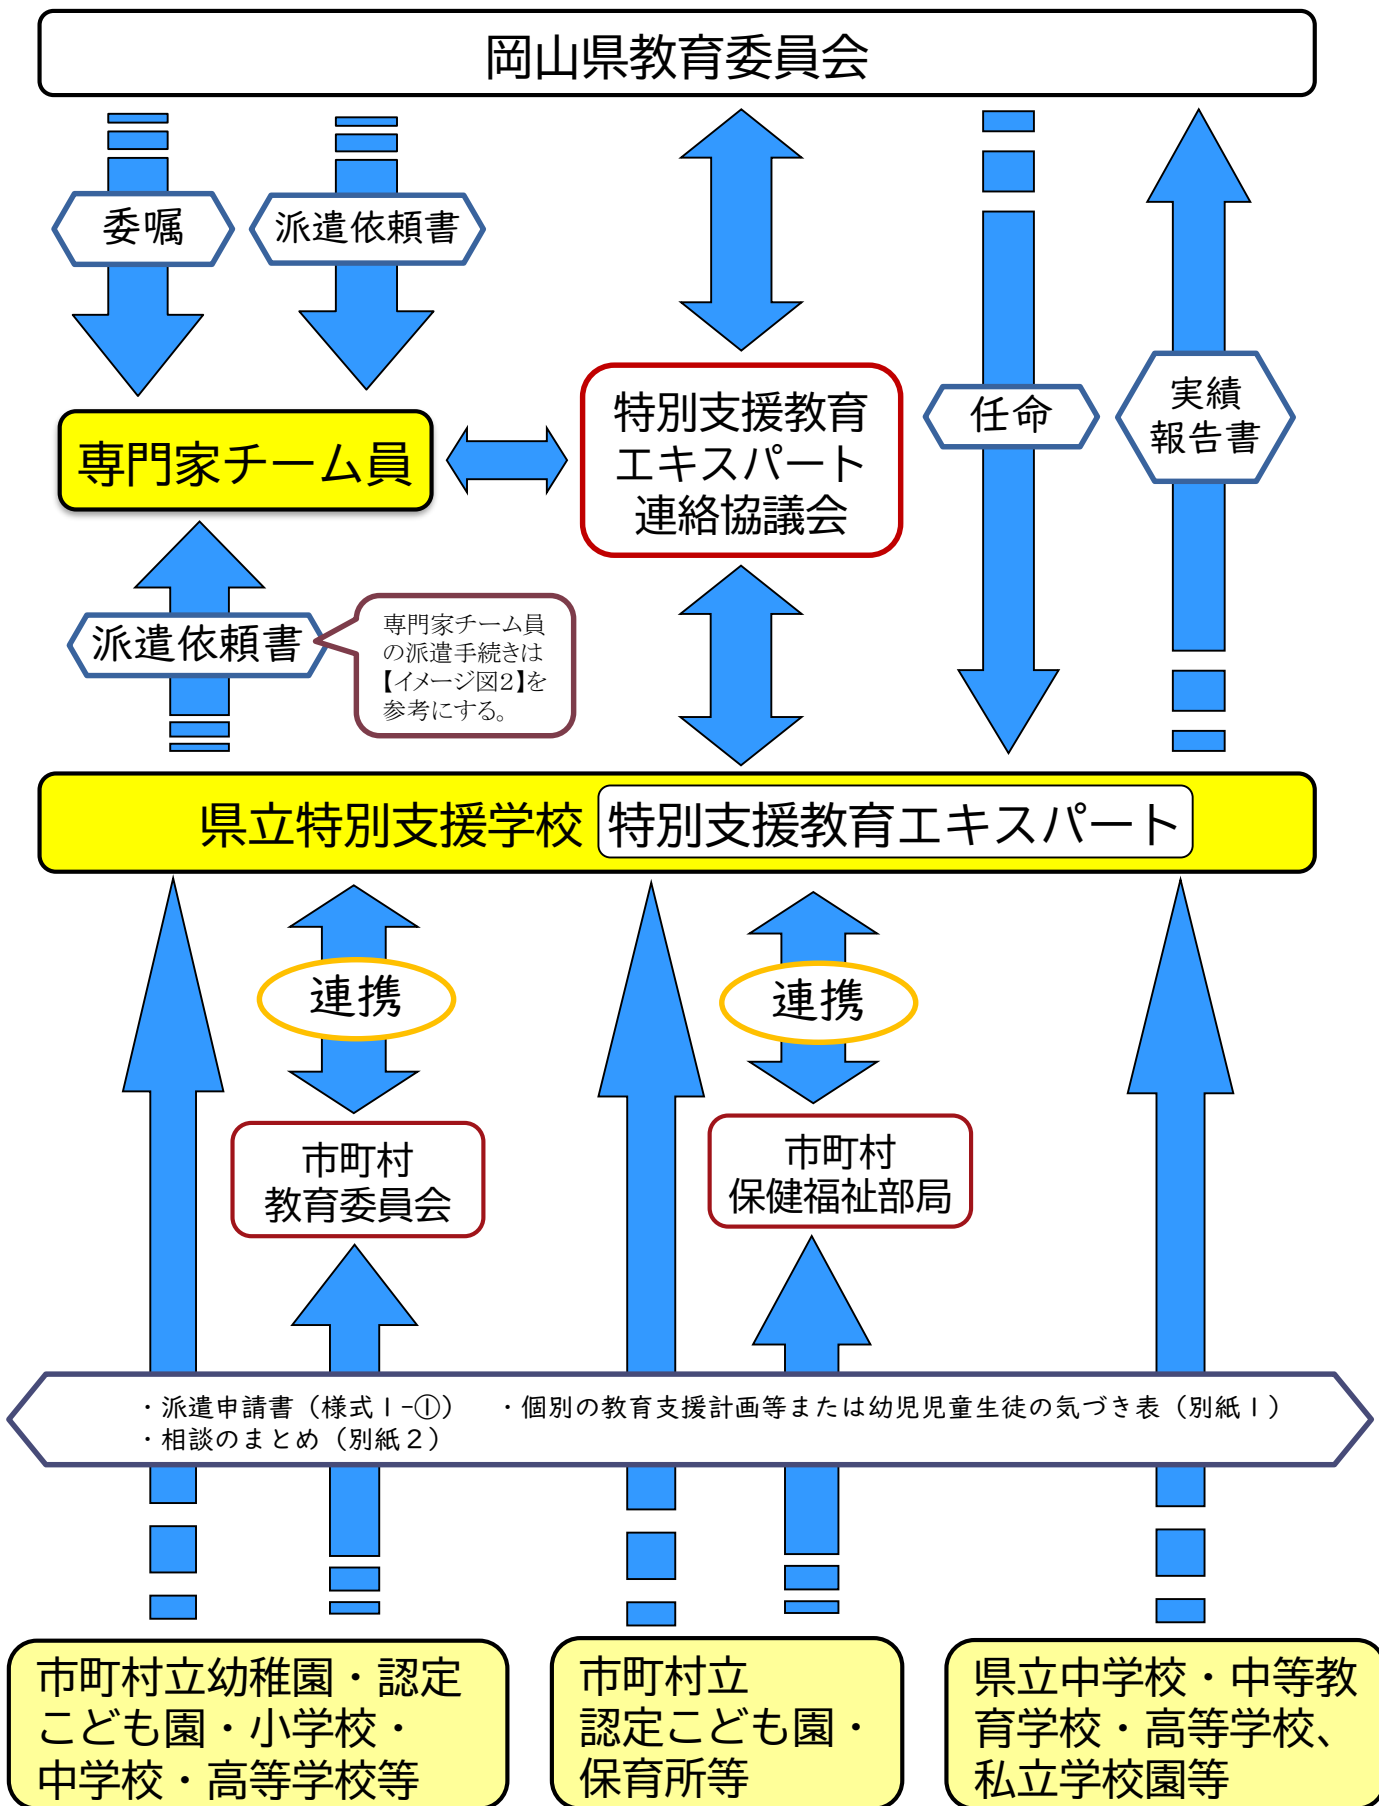 岡山県教育委員会
委嘱
派遣依頼書
特別支援教育
エキスパート
連絡協議会
任命
実績
報告書
専門家チーム員
派遣依頼書
専門家チーム員
の派遣手続きは
【イメージ図2】を
参考にする。
県立特別支援学校 特別支援教育エキスパート
連携
連携
市町村
教育委員会
市町村
保健福祉部局
・派遣申請書（様式１-①）　・個別の教育支援計画等または幼児児童生徒の気づき表（別紙１）
・相談のまとめ（別紙２）
市町村立幼稚園・認定
こども園・小学校・
中学校・高等学校等
市町村立
認定こども園・
保育所等
県立中学校・中等教
育学校・高等学校、
私立学校園等